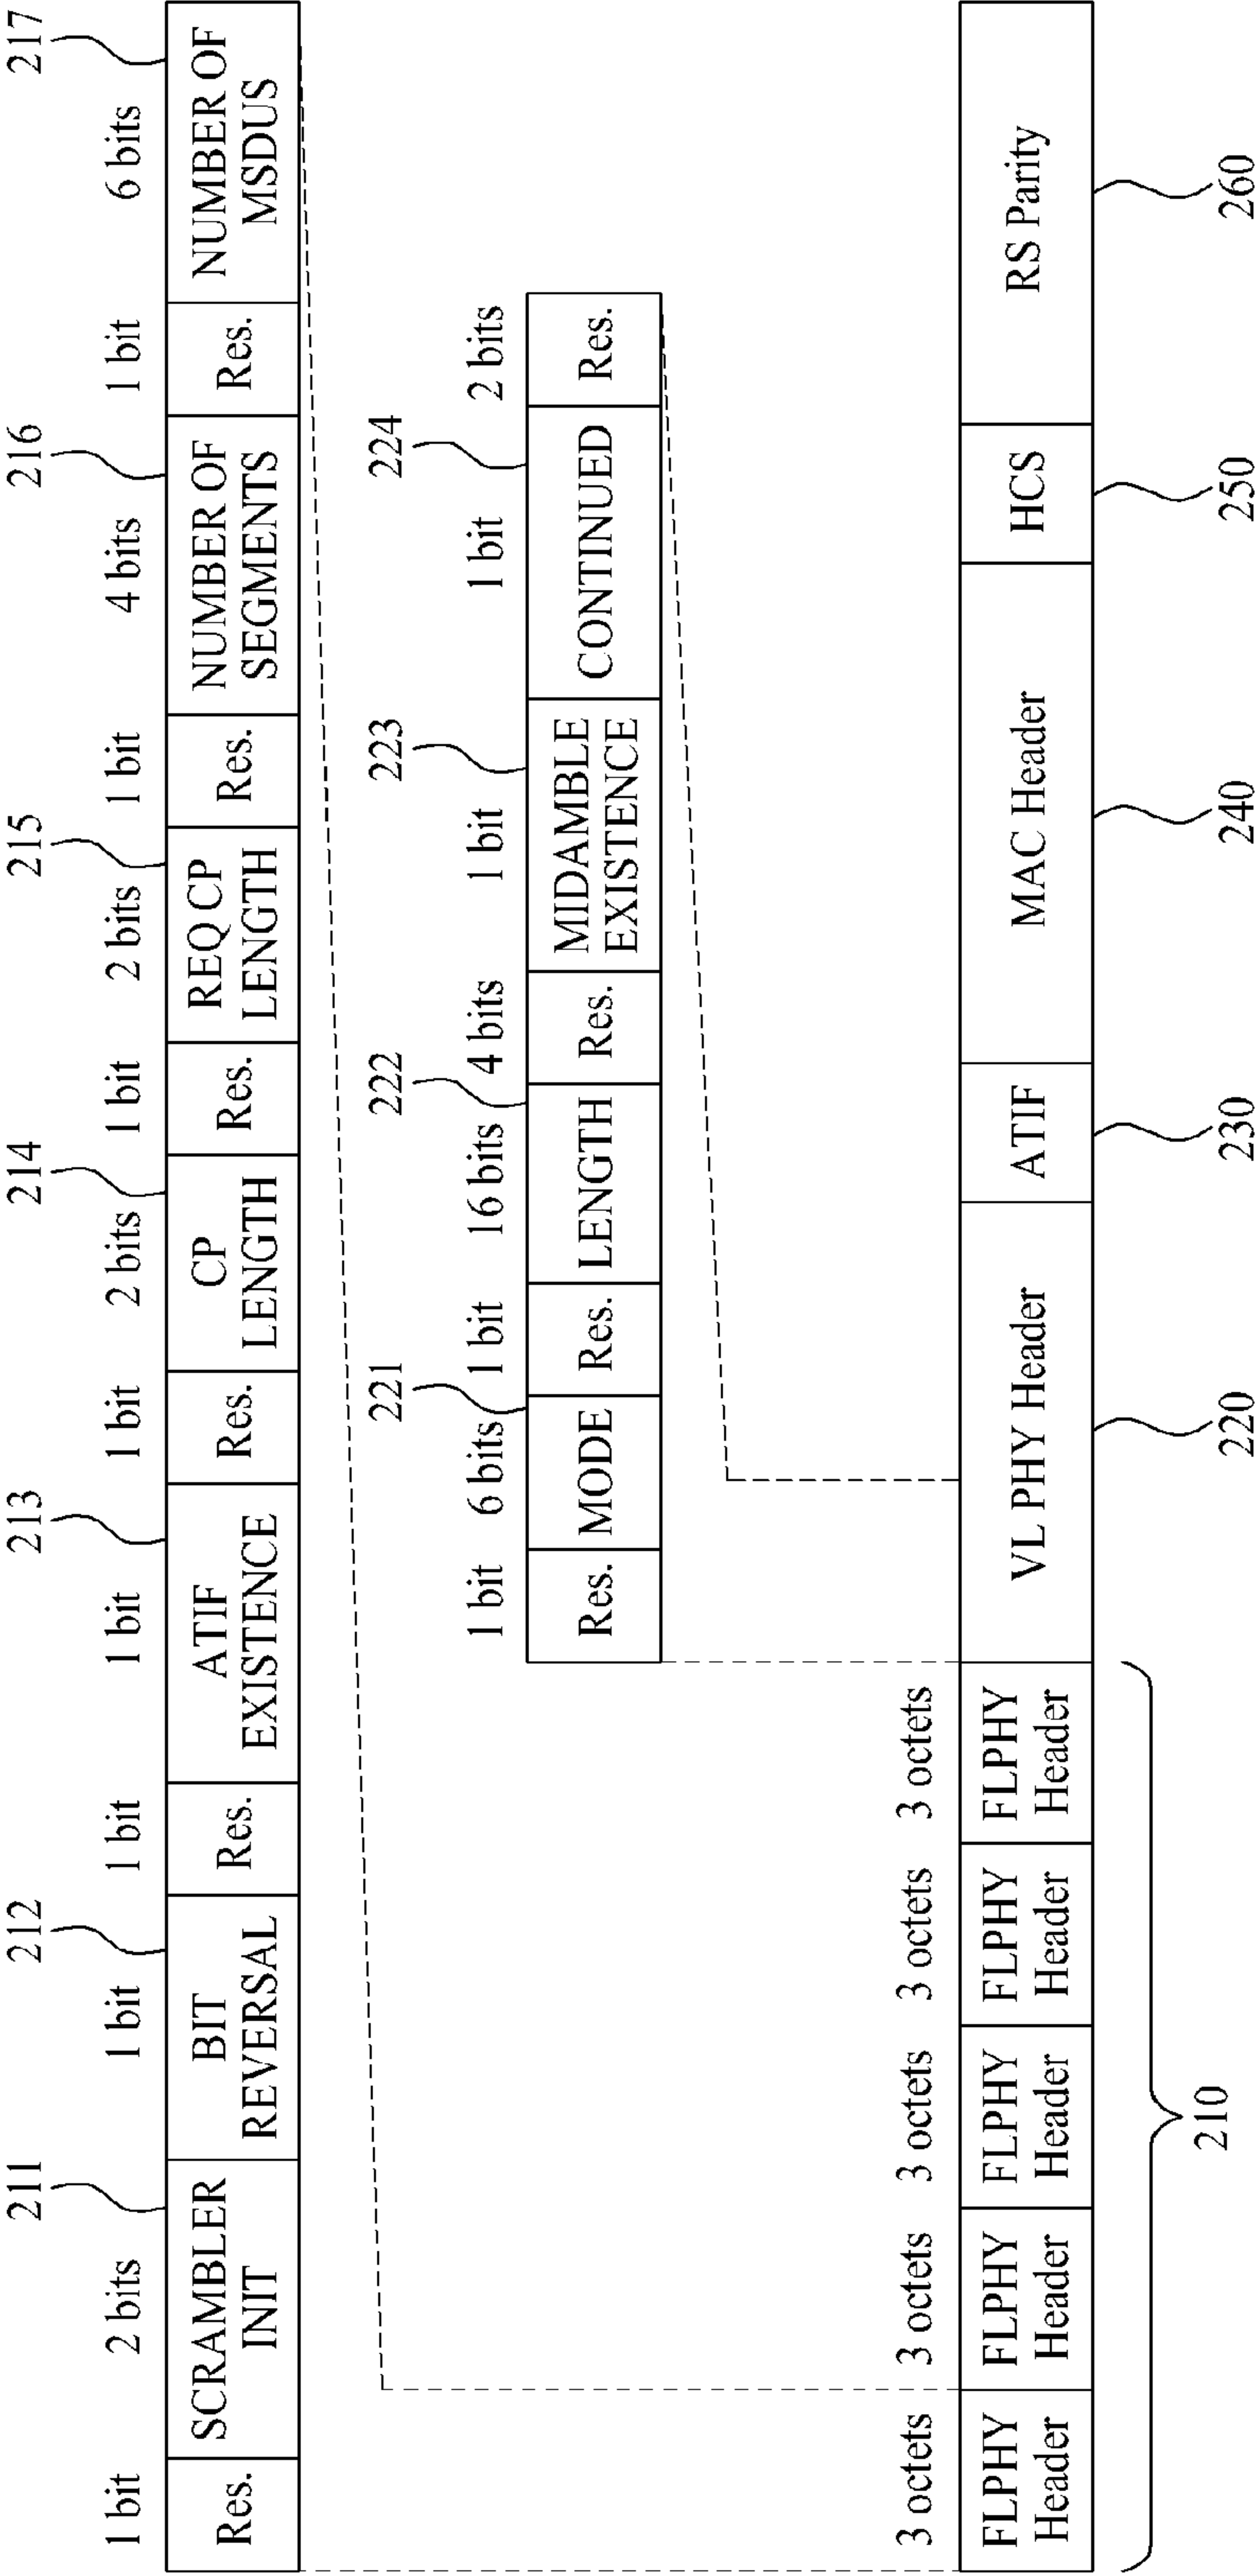 211
212
213
214
215
216
217
1 bit
2 bits
1 bit
1 bit
1 bit
1 bit
2 bits
1 bit
2 bits
1 bit
4 bits
1 bit
6 bits
Res.
SCRAMBLER
INIT
BIT
REVERSAL
Res.
ATIF
EXISTENCE
Res.
CP
LENGTH
Res.
REQ CP
LENGTH
Res.
NUMBER OF
SEGMENTS
Res.
NUMBER OF
MSDUS
221
222
223
224
1 bit
6 bits
1 bit
16 bits
4 bits
1 bit
1 bit
2 bits
Res.
MODE
Res.
LENGTH
Res.
MIDAMBLE
EXISTENCE
CONTINUED
Res.
3 octets
3 octets
3 octets
3 octets
3 octets
FLPHY
Header
FLPHY
Header
FLPHY
Header
FLPHY
Header
FLPHY
Header
VL PHY Header
ATIF
MAC Header
HCS
RS Parity
210
220
230
240
250
260